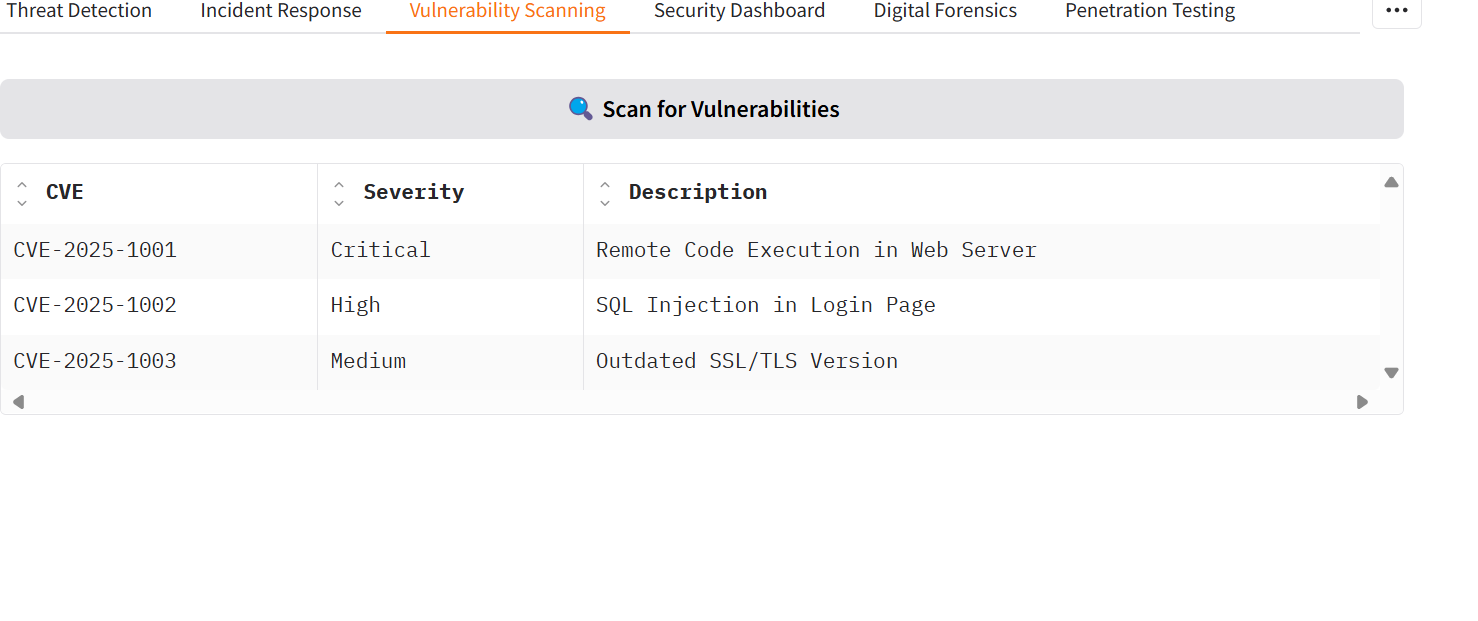 Threat Detection Incident Response Vulnerability Scanning Security Dashboard Digital Forensics Penetration Testing
Scan for Vulnerabilities
CVE Severity Description
CVE-2025-1001 Critical Remote Code Execution in Web Server
CVE-2025-1002 High SQL Injection in Login Page
CVE-2025-1003 Medium Outdated SSL/TLS Version